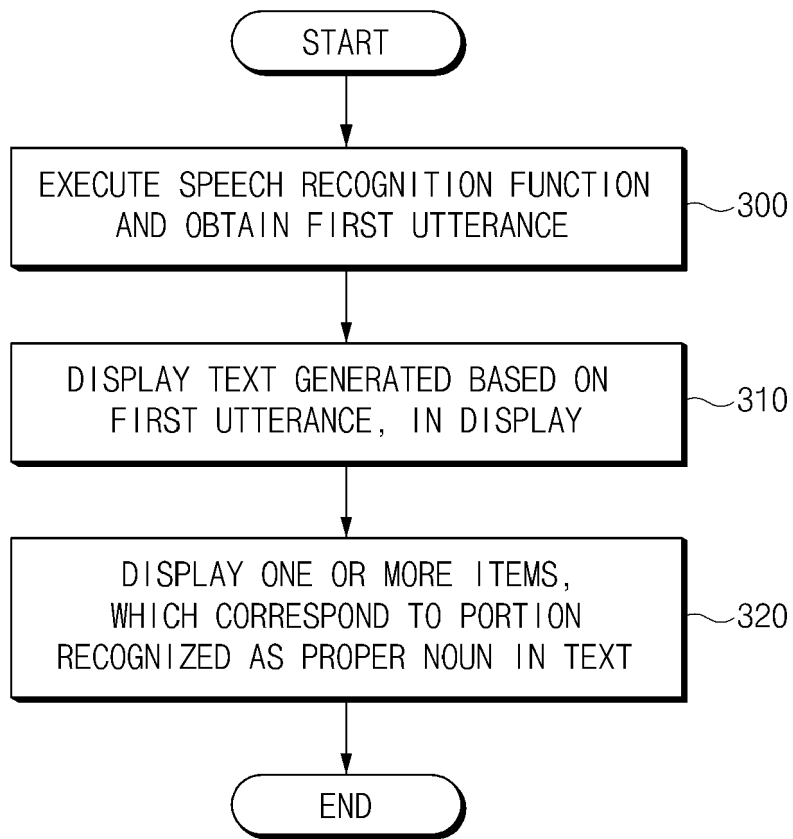 START
EXECUTE SPEECH RECOGNITION FUNCTION
AND OBTAIN FIRST UTTERANCE
300
DISPLAY TEXT GENERATED BASED ON
FIRST UTTERANCE, IN DISPLAY
310
DISPLAY ONE OR MORE ITEMS,
WHICH CORRESPOND TO PORTION
RECOGNIZED AS PROPER NOUN IN TEXT
320
END